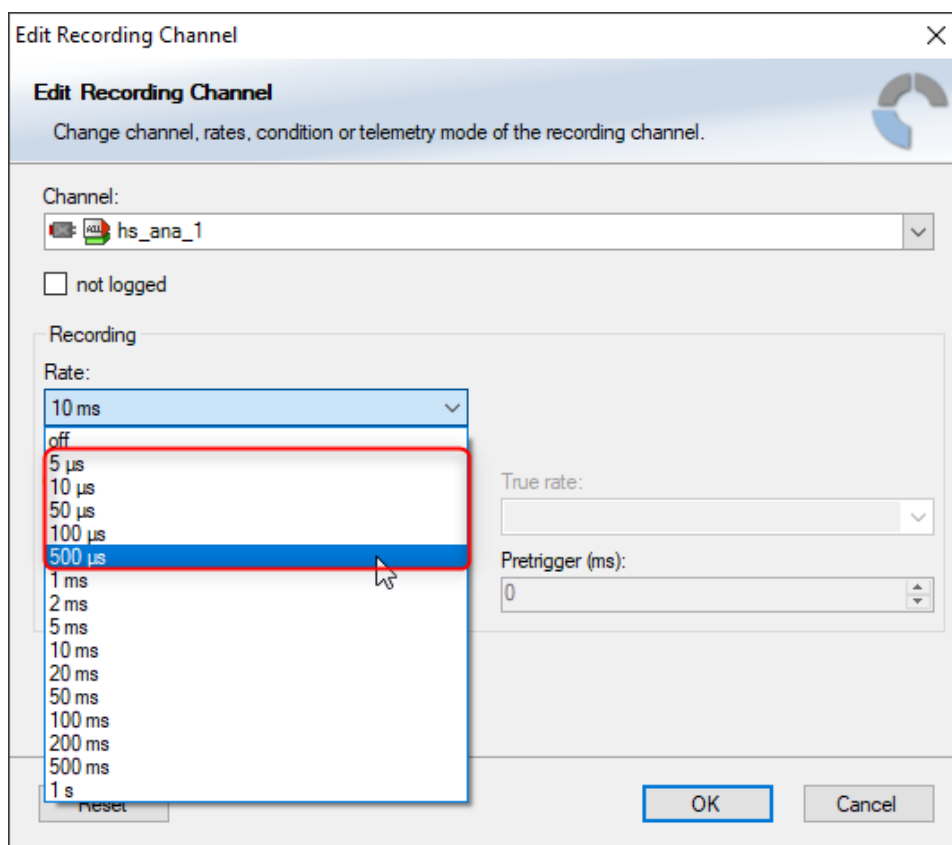 Edit Recording Channel
Edit Recording Channel
Change channel, rates, condition or telemetry mode of the recording channel.
Channel:
hs_ana_1
not logged
Recording
Rate:
10 ms
off
5 µs
10 µs
50 µs
100 µs
500 µs
1 ms
2 ms
5 ms
10 ms
20 ms
50 ms
100 ms
200 ms
500 ms
1 s
True rate:
Pretrigger (ms):
0
Reset
OK
Cancel